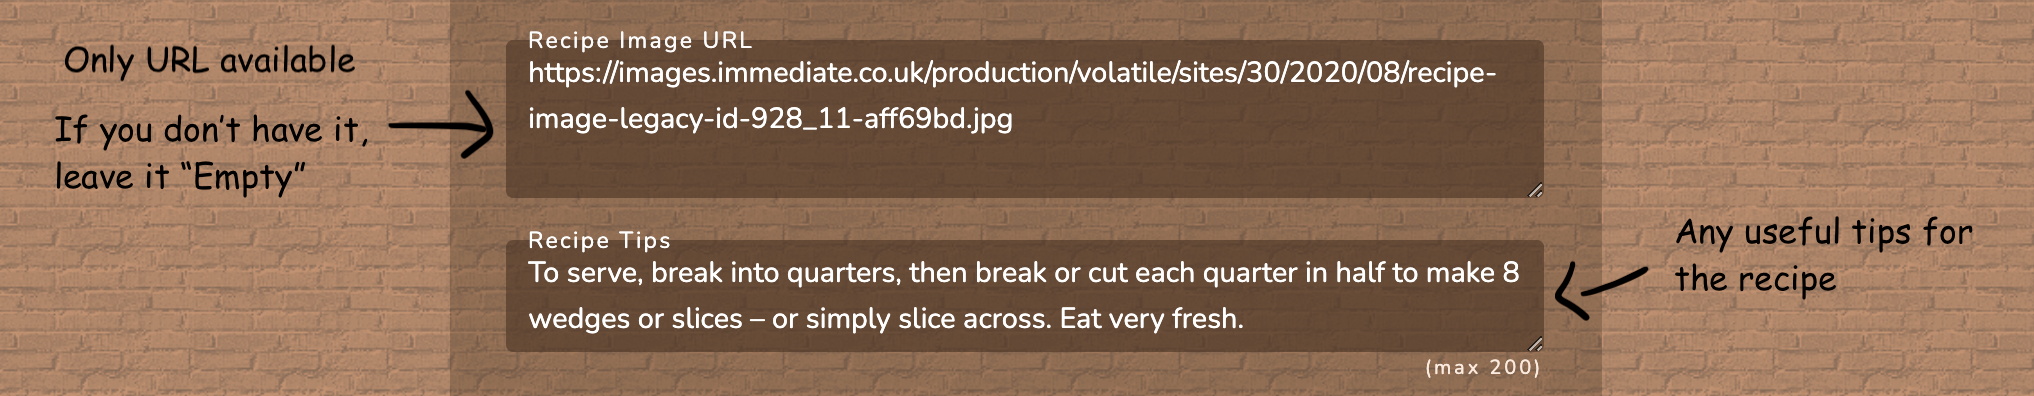 Only URL available
If you don't have it,
leave it "Empty"
Recipe Image URL
https://images.immediate.co.uk/production/volatile/sites/30/2020/08/recipe-
image-legacy-id-928_11-aff69bd.jpg
Recipe Tips
To serve, break into quarters, then break or cut each quarter in half to make 8
wedges or slices – or simply slice across. Eat very fresh.
(max 200)
Any useful tips for
the recipe